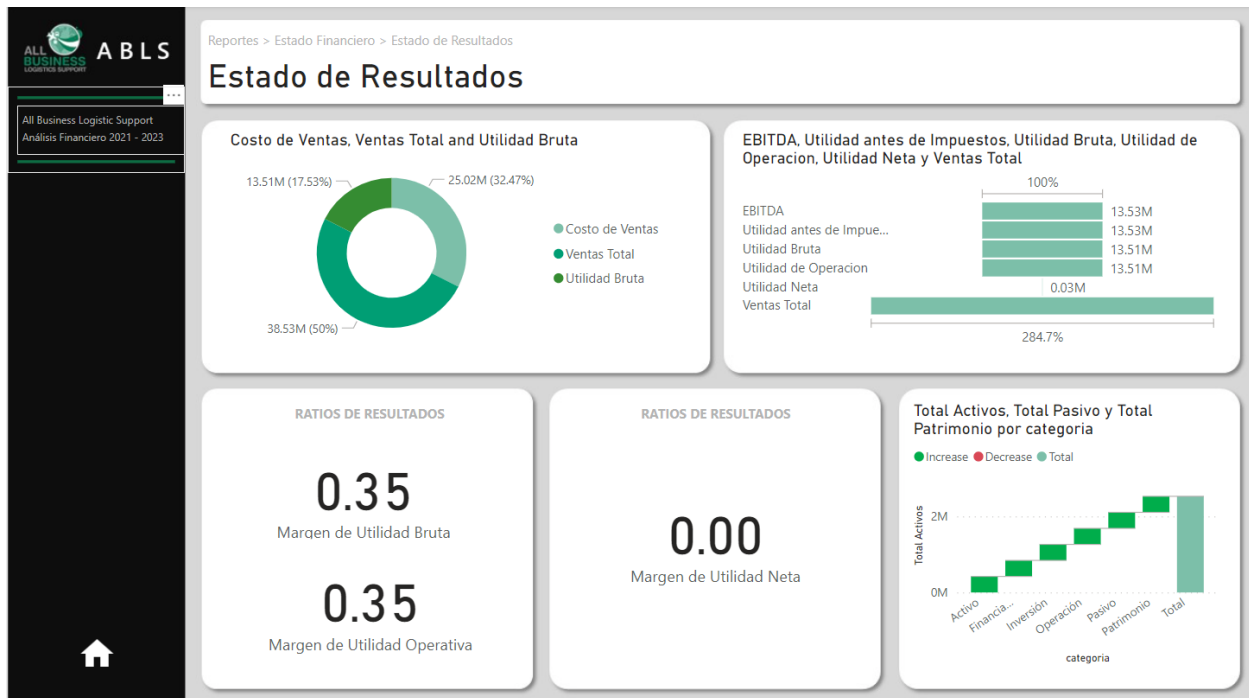 ALL
BUSINESS
LOGISTICS SUPPORT
ABLS
...
All Business Logistic Support
Análisis Financiero 2021 - 2023
Reportes > Estado Financiero > Estado de Resultados
Estado de Resultados
Costo de Ventas, Ventas Total and Utilidad Bruta
13.51M (17.53%)
25.02M (32.47%)
38.53M (50%)
Costo de Ventas
Ventas Total
Utilidad Bruta
EBITDA, Utilidad antes de Impuestos, Utilidad Bruta, Utilidad de
Operacion, Utilidad Neta y Ventas Total
100%
EBITDA 13.53M
Utilidad antes de Impue... 13.53M
Utilidad Bruta 13.51M
Utilidad de Operacion 13.51M
Utilidad Neta 0.03M
Ventas Total
284.7%
RATIOS DE RESULTADOS
0.35
Margen de Utilidad Bruta
0.35
Margen de Utilidad Operativa
RATIOS DE RESULTADOS
0.00
Margen de Utilidad Neta
Total Activos, Total Pasivo y Total
Patrimonio por categoria
Increase Decrease Total
Total Activos
2M
0M
Activo
Financia...
Inversión
Operación
Pasivo
Patrimonio
Total
categoria